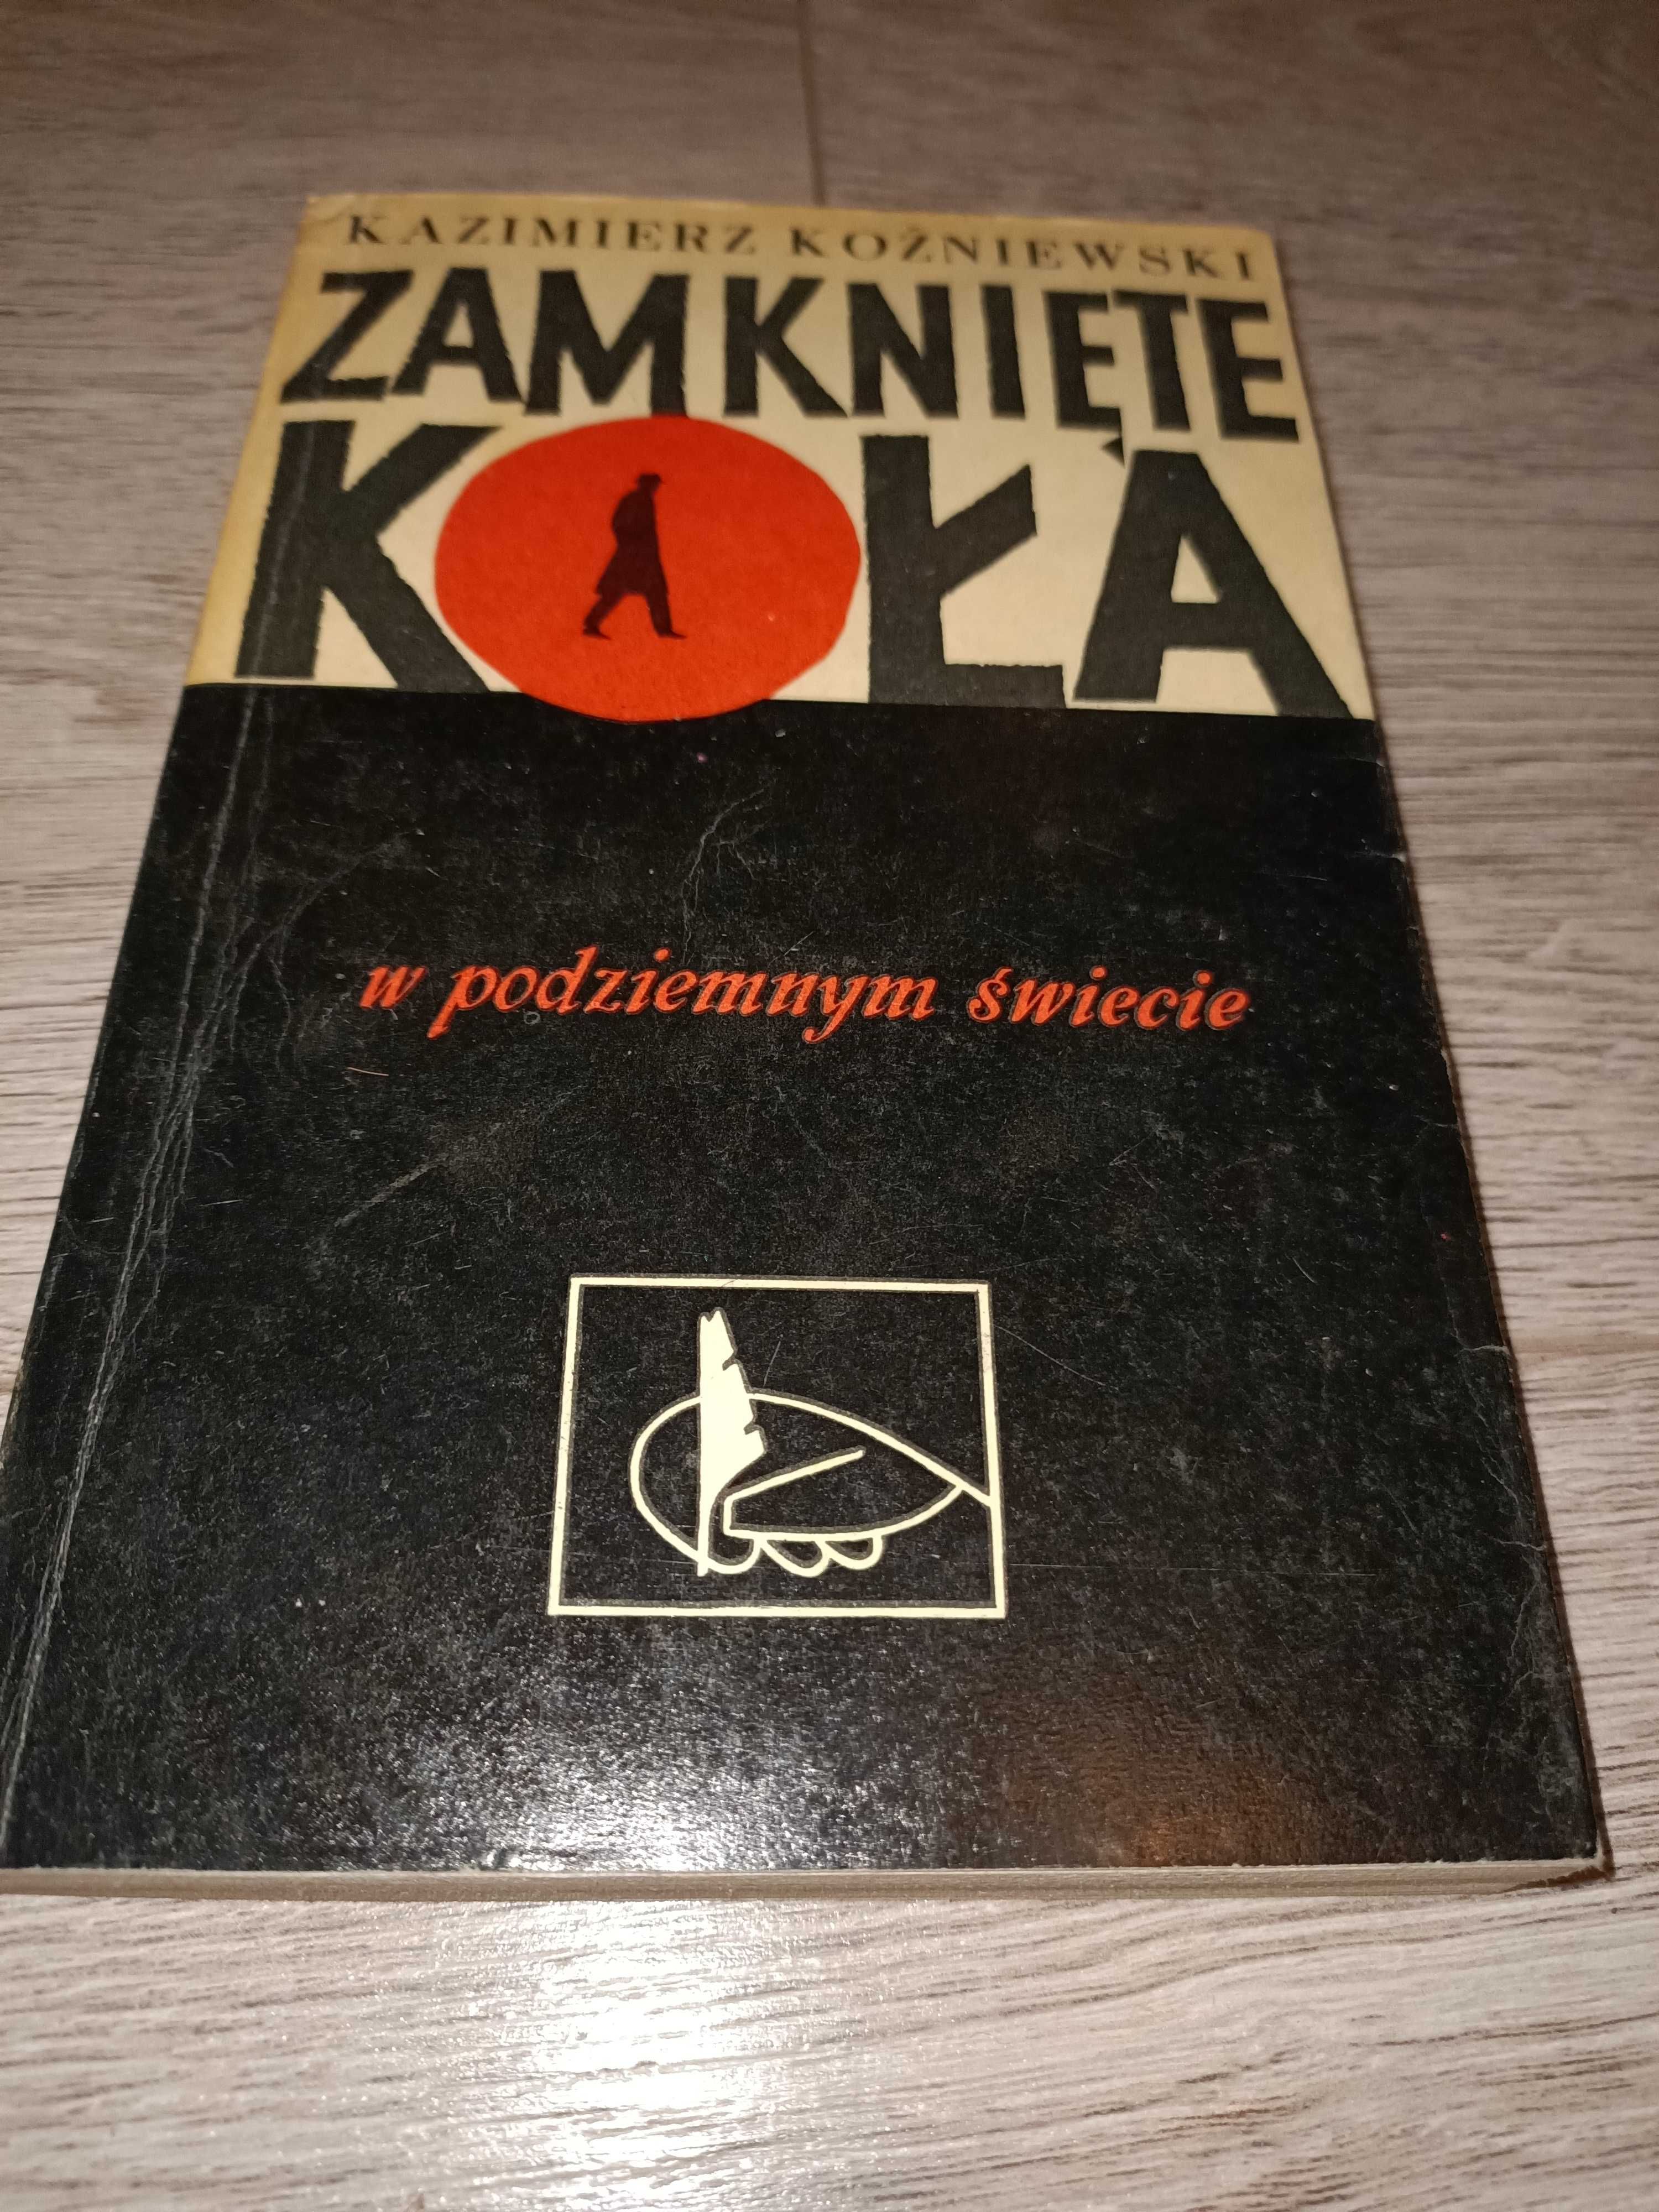 KAZIMIERZ KOŹNIEWSKI
ZAMKNIĘTE
KOŁA
w podziemnym świecie